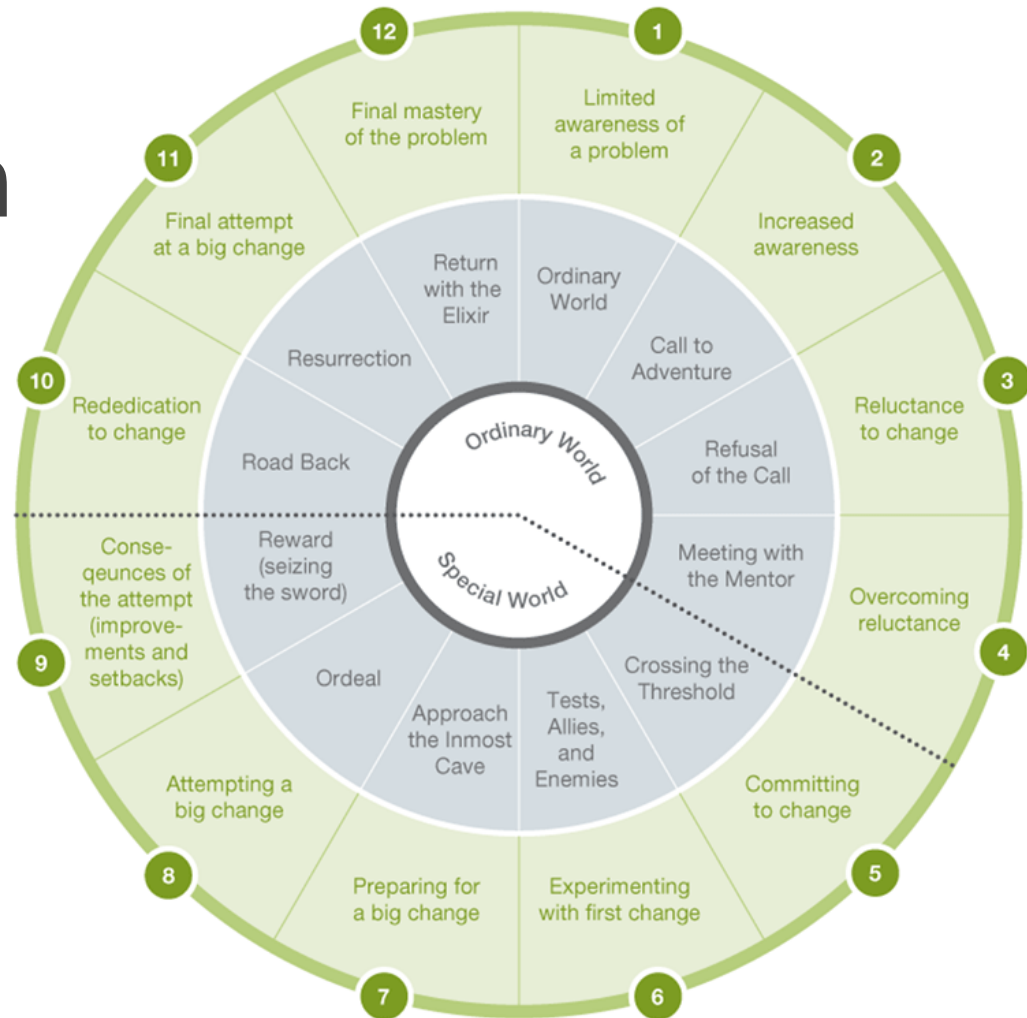 12
1
Final mastery
of the problem
Limited
awareness of
a problem
11
2
Final attempt
at a big change
Increased
awareness
Return
with the
Elixir
Ordinary
World
Resurrection
Call to
Adventure
10
3
Rededication
to change
Reluctance
to change
Road Back
Refusal
of the Call
Ordinary World
Special World
Reward
(seizing
the sword)
Meeting with
the Mentor
Conse-
qeunces of
the attempt
(improve-
ments and
setbacks)
Overcoming
reluctance
9
4
Ordeal
Crossing the
Threshold
Approach
the Inmost
Cave
Tests,
Allies,
and
Enemies
Attempting a
big change
Committing
to change
8
5
Preparing for
a big change
Experimenting
with first change
7
6